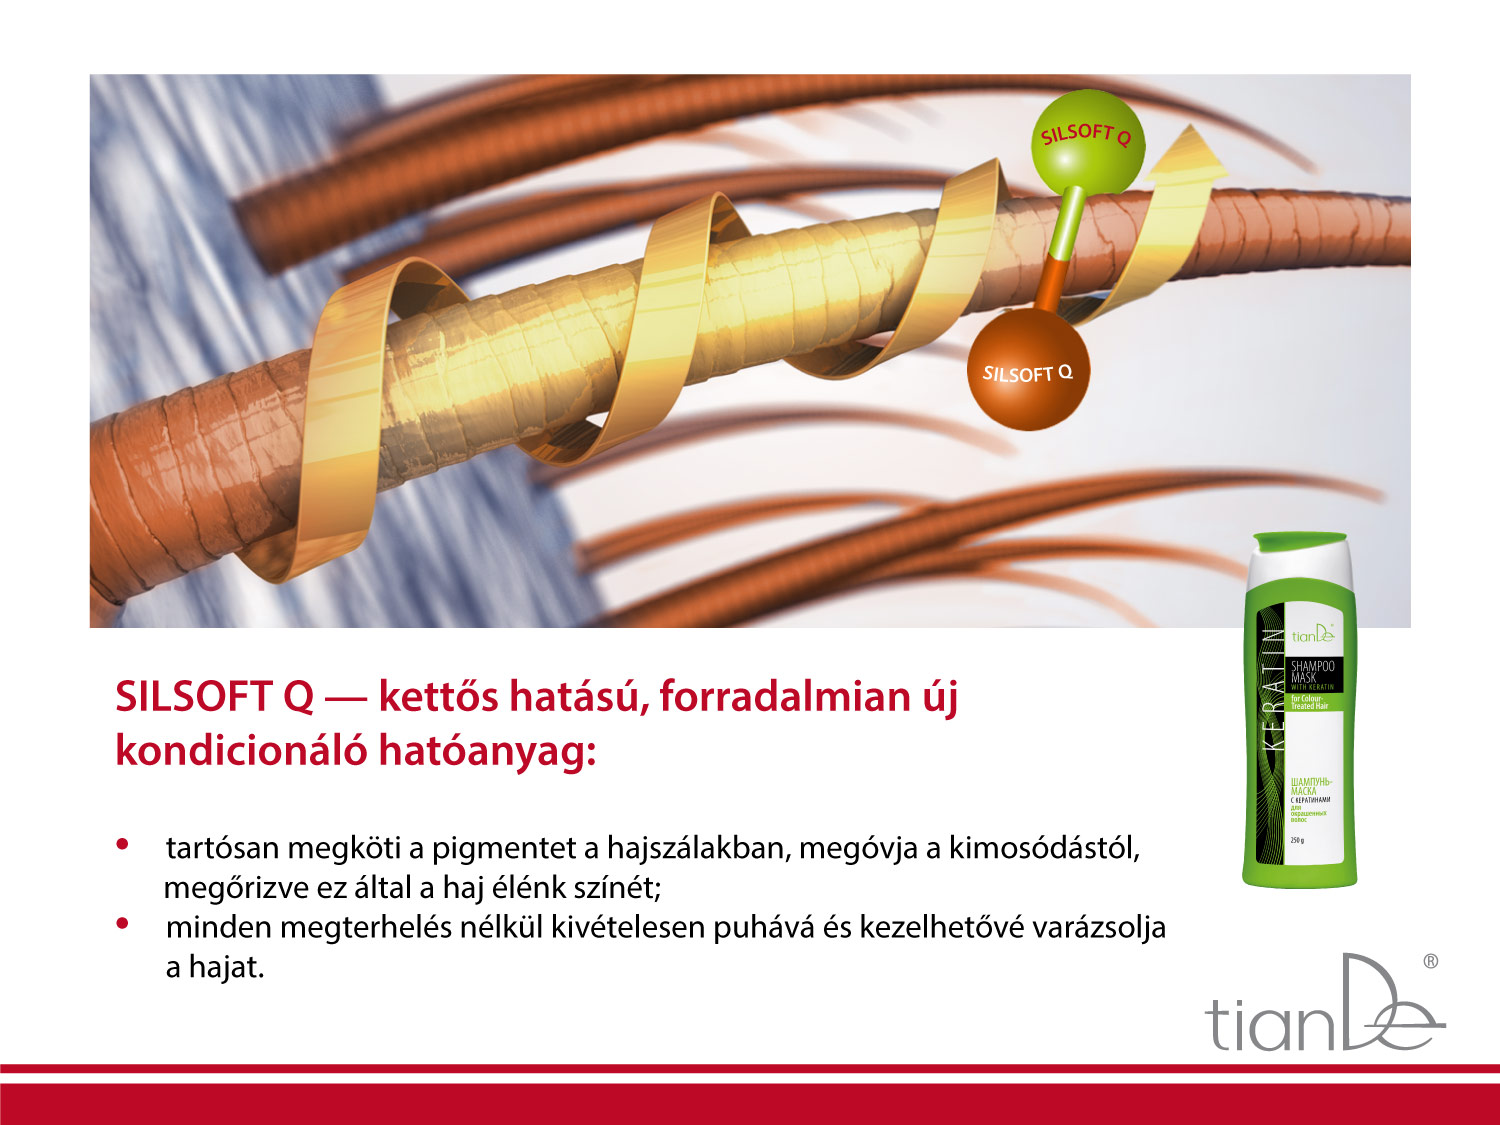 SILSOFT Q
SILSOFT Q
SILSOFT Q — kettős hatású, forradalmian új
kondicionáló hatóanyag:
• tartósan megköti a pigmentet a hajszálakban, megóvja a kimosódástól,
megőrizve ez által a haj élénk színét;
• minden megterhelés nélkül kivételesen puhává és kezelhetővé varázsolja
a hajat.
KERATIN
tianDe®
SHAMPOO
MASK
WITH KERATIN
for Colour-
Treated Hair
ШАМПУНЬ-
МАСКА
С КЕРАТИНАМИ
для
окрашенных
волос
250 g
tianDe®